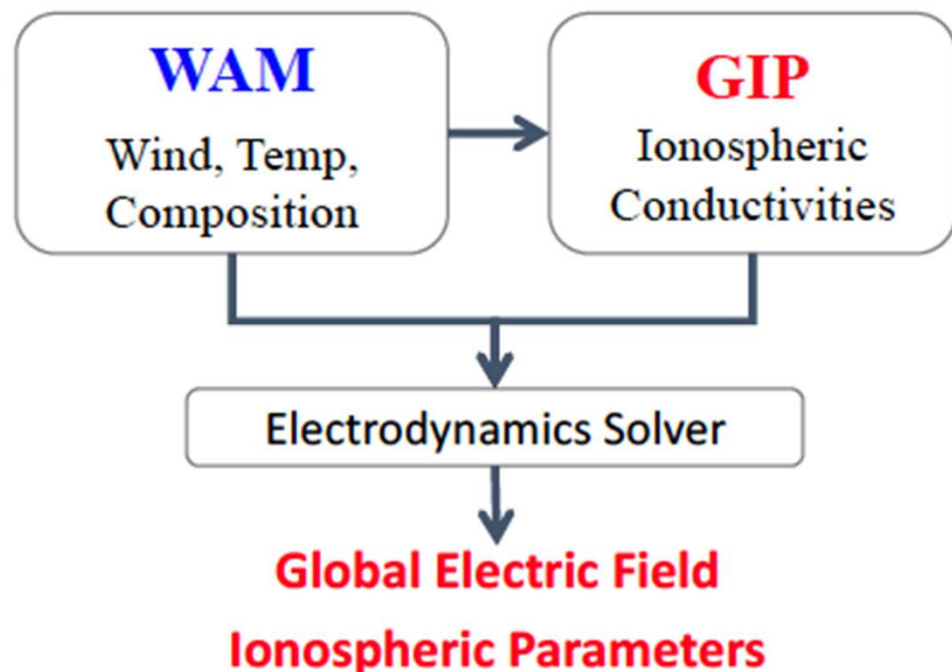 WAM
Wind, Temp,
Composition
GIP
Ionospheric
Conductivities
Electrodynamics Solver
Global Electric Field
Ionospheric Parameters